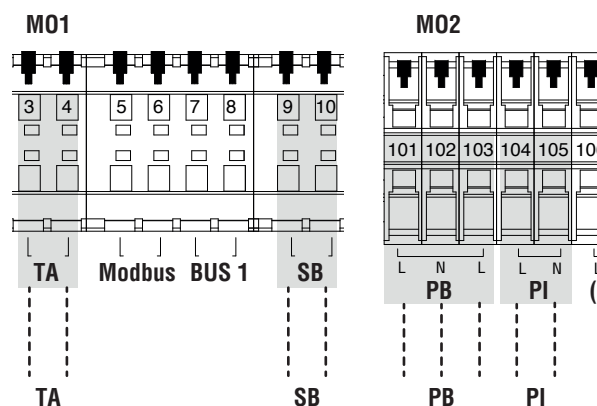 MO1 MO2
3 4 5 6 7 8 9 10
101 102 103 104 105
L N L L N
TA Modbus BUS 1 SB PB PI (
TA SB PB PI